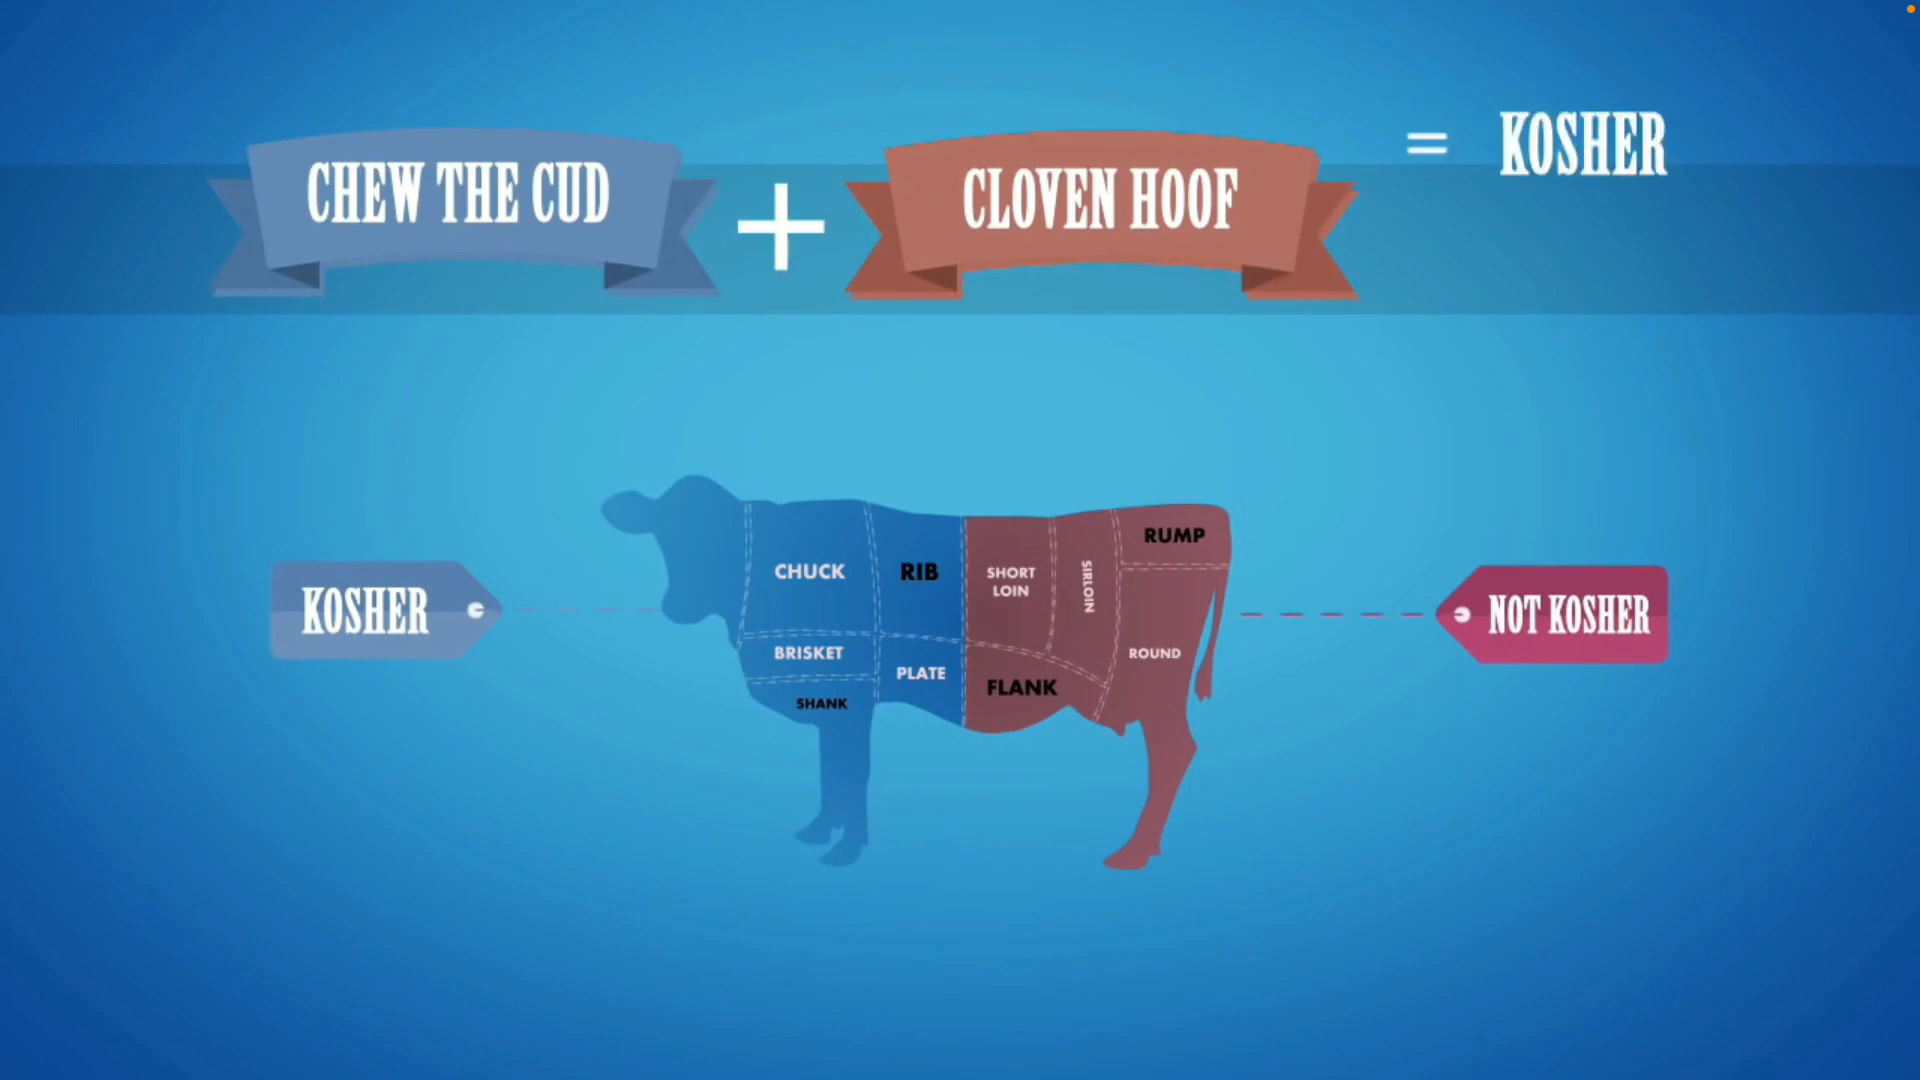 CHEW THE CUD
+
CLOVEN HOOF
= KOSHER
CHUCK
RIB
SHORT
LOIN
SIRLOIN
RUMP
BRISKET
PLATE
FLANK
ROUND
SHANK
KOSHER
NOT KOSHER